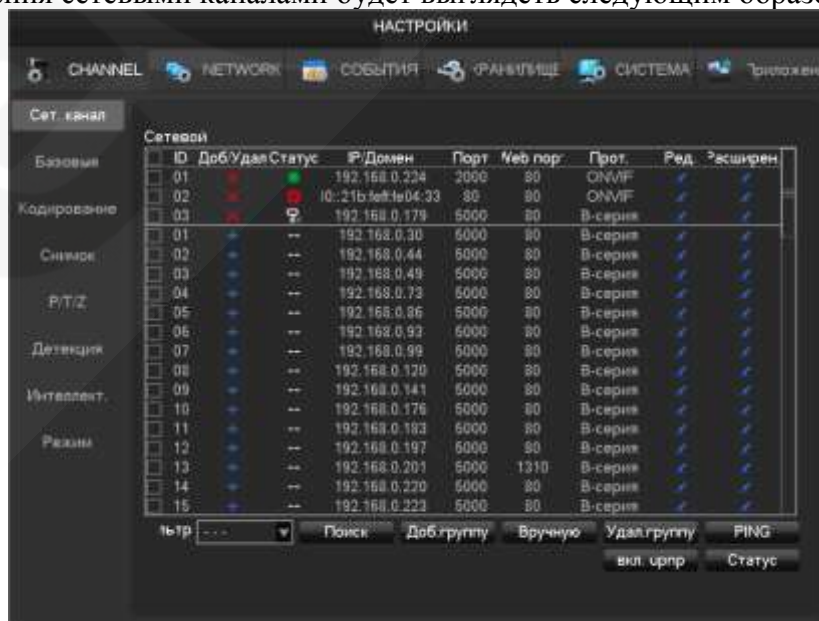 сетевыми каналами будет выглядеть следующим
НАСТРОЙКИ
CHANNEL NETWORK СОБЫТИЯ СИСТЕМА
Сет. канал
Базовые
Кодирование
Снимок
P/T/Z
Детекция
Интеллект.
Режим
Сетевой
ID Доб/Удал Статус IP/Домен Порт Прот. Ред.
01 192.168.0.224 2000 80 ONVIF
02 80 80 ONVIF
03 192.168.0.179 5000 80 В-серия
01 + -- 192.168.0.30 5000 80 В-серия
02 + -- 192.168.0.44 5000 80 В-серия
03 + -- 192.168.0.49 5000 80 В-серия
04 + -- 192.168.0.73 5000 80 В-серия
05 + -- 192.168.0.86 5000 80 В-серия
06 + -- 192.168.0.93 5000 80 В-серия
07 + -- 192.168.0.99 5000 80 В-серия
08 + -- 192.168.0.120 5000 80 В-серия
09 + -- 192.168.0.141 5000 80 В-серия
10 + -- 192.168.0.176 5000 80 В-серия
11 + -- 192.168.0.183 5000 80 В-серия
12 + -- 192.168.0.197 5000 80 В-серия
13 + -- 192.168.0.201 5000 1310 В-серия
14 + -- 192.168.0.220 5000 80 В-серия
15 + -- 192.168.0.223 5000 80 В-серия
--- Поиск Доб.группу Вручную Удал.группу PING
вкл. Статус